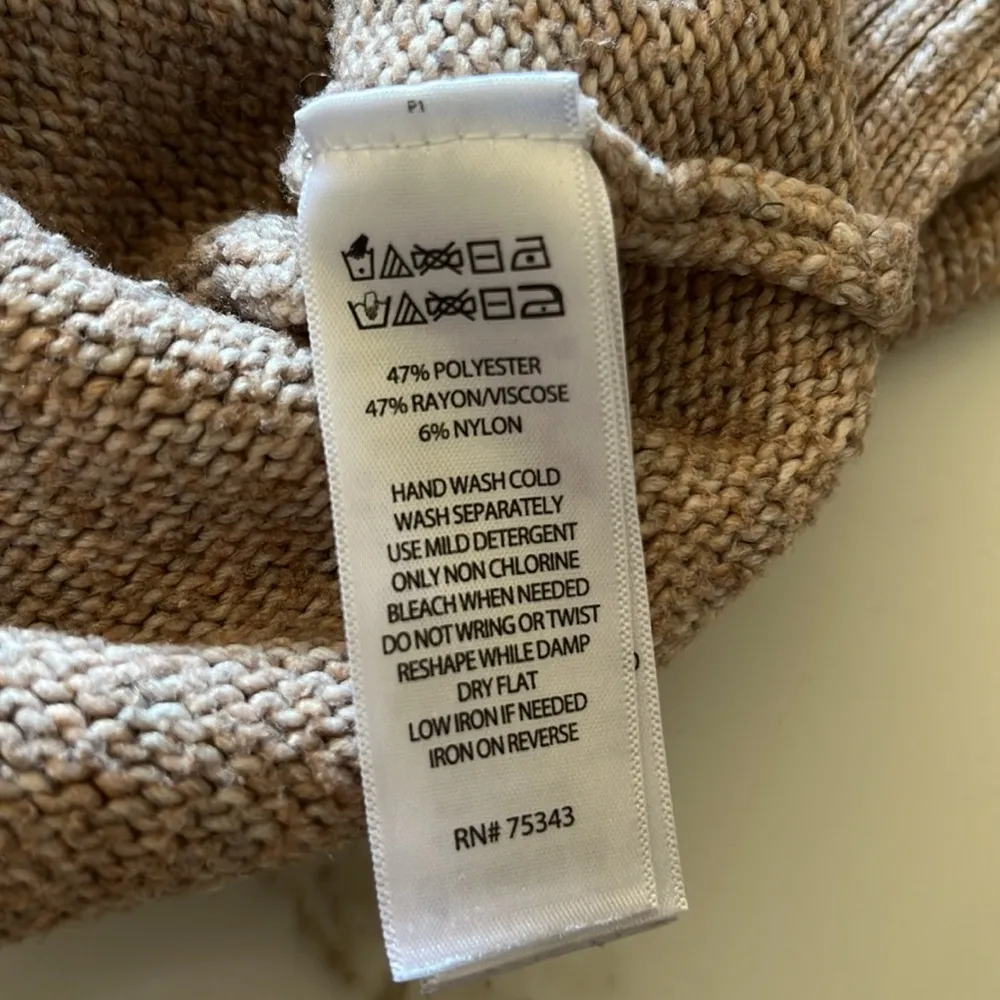 P1
47% POLYESTER
47% RAYON/VISCOSE
6% NYLON
HAND WASH COLD
WASH SEPARATELY
USE MILD DETERGENT
ONLY NON CHLORINE
BLEACH WHEN NEEDED
DO NOT WRING OR TWIST
RESHAPE WHILE DAMP
DRY FLAT
LOW IRON IF NEEDED
IRON ON REVERSE
RN# 75343